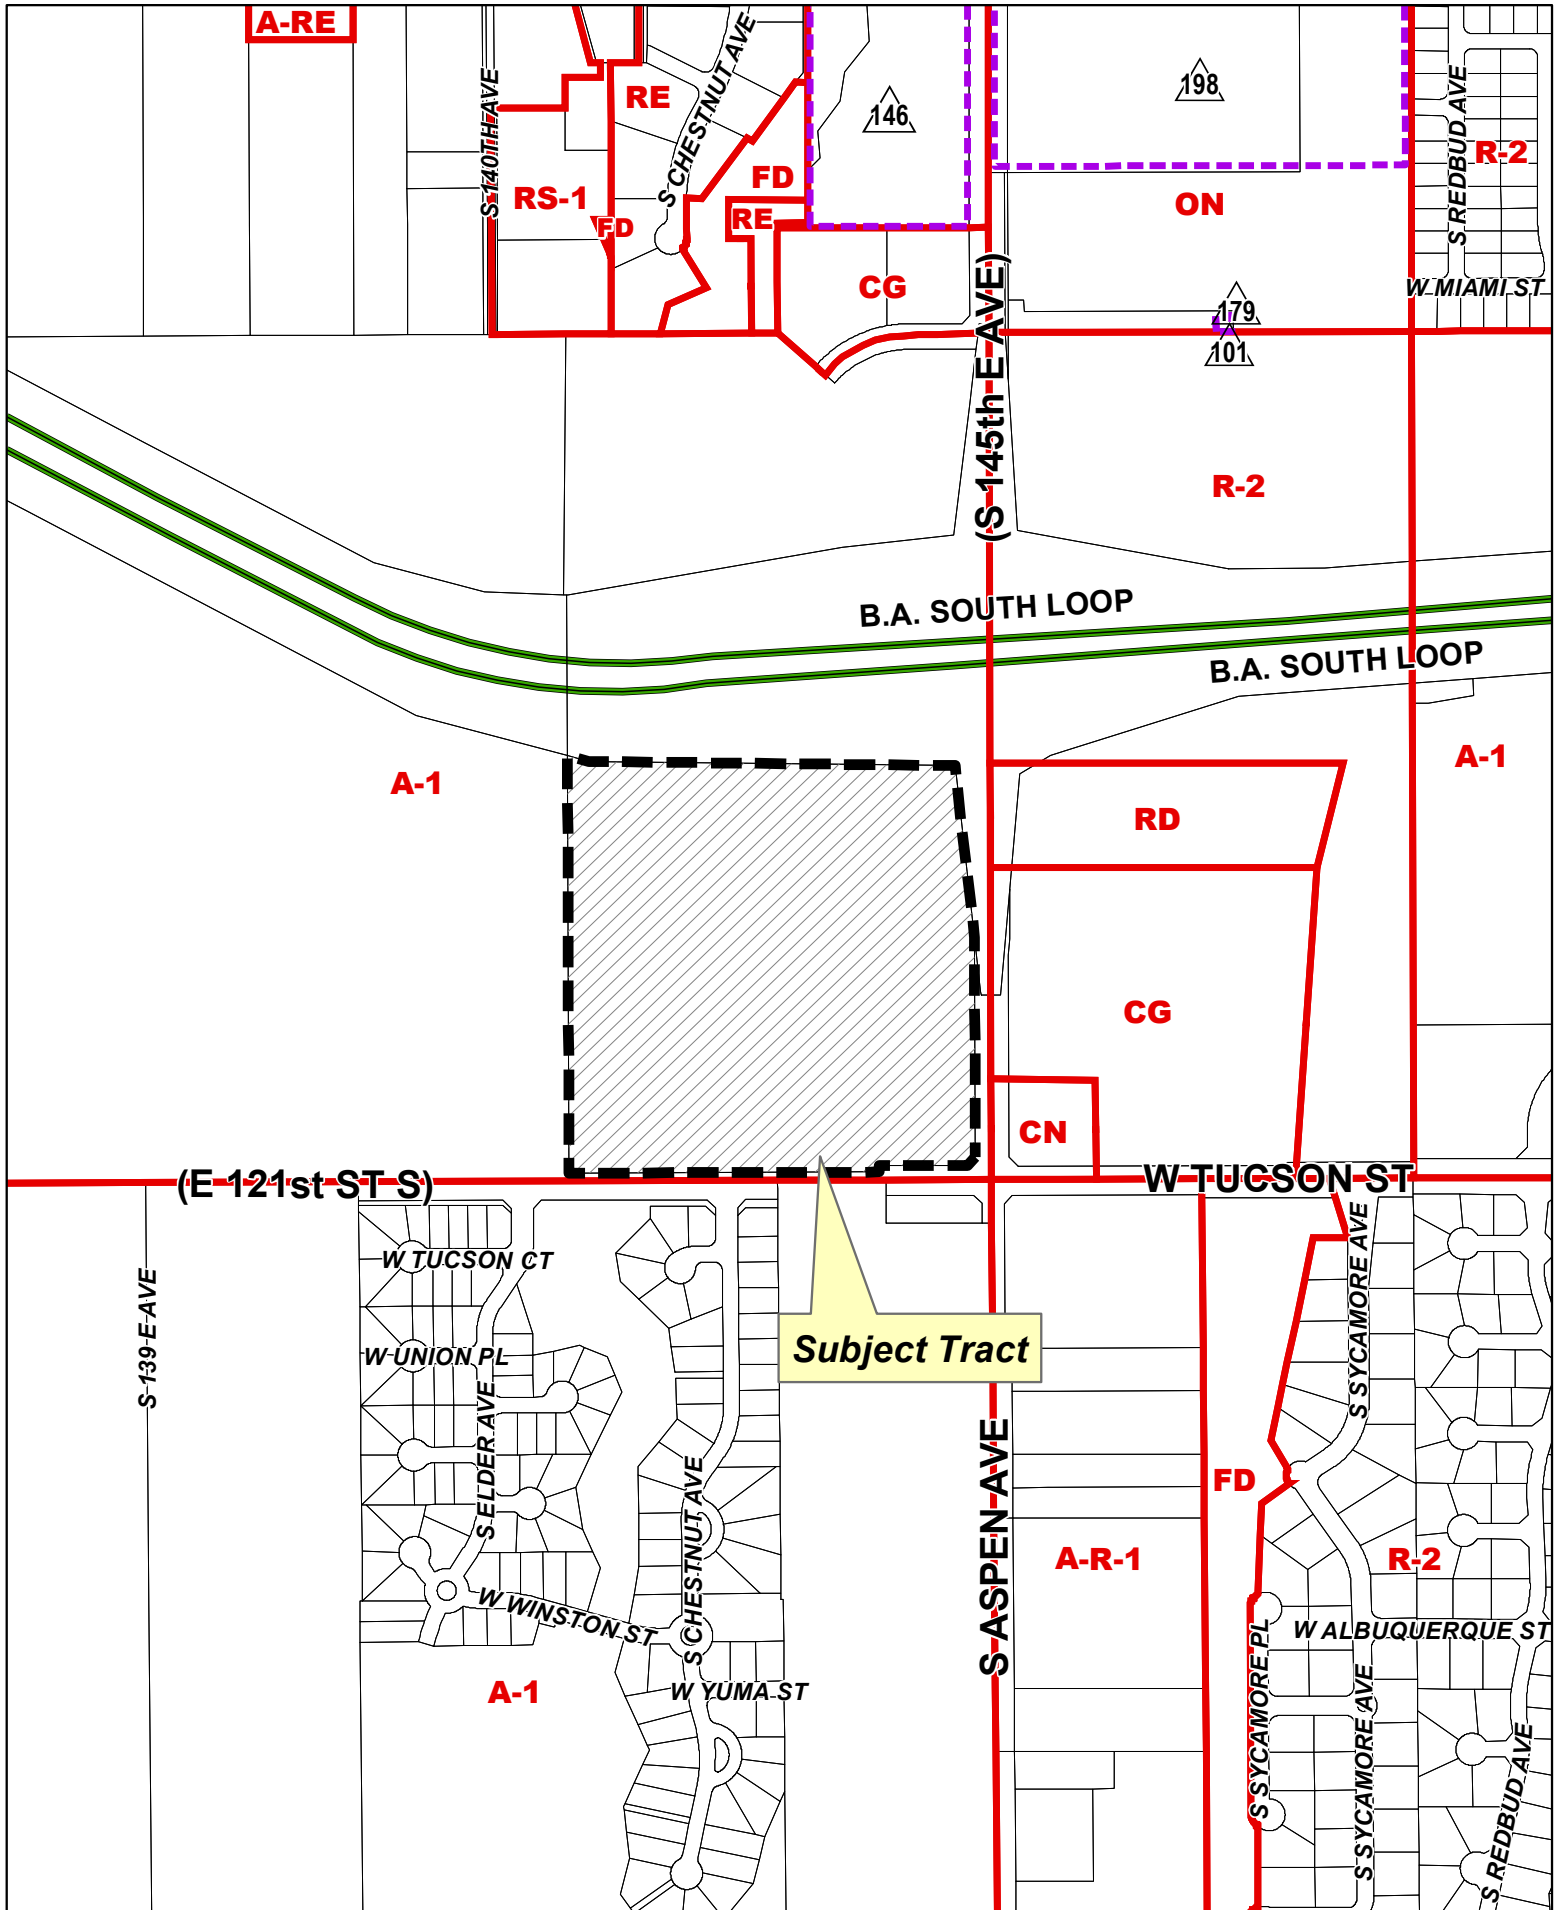 A-RE
S 140TH AVE
RE
S CHESTNUT AVE
146
198
S REDBUD AVE
R-2
RS-1
FD
FD
RE
ON
CG
W MIAMI ST
179
101
(S 145th E AVE)
R-2
B.A. SOUTH LOOP
B.A. SOUTH LOOP
A-1
A-1
RD
CG
CN
(E 121st ST S)
W TUCSON ST
W TUCSON CT
S 139 E AVE
W UNION PL
S ELDER AVE
S CHESTNUT AVE
Subject Tract
S ASPEN AVE
S SYCAMORE AVE
FD
A-R-1
R-2
W WINSTON ST
W ALBUQUERQUE ST
A-1
W YUMA ST
S SYCAMORE PL
S SYCAMORE AVE
S REDBUD AVE